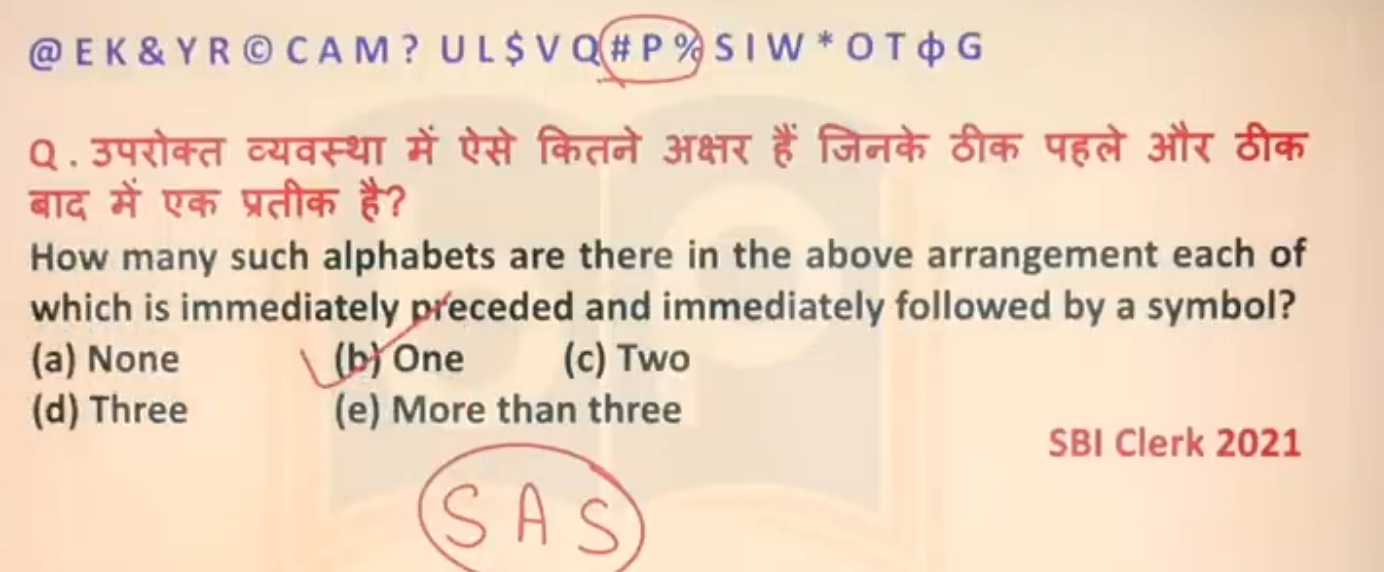 @ E K & Y R © C A M ? U L $ V Q # P % S I W * O T ф G
Q . उपरोक्त व्यवस्था में ऐसे कितने अक्षर हैं जिनके ठीक पहले और ठीक
बाद में एक प्रतीक है?
How many such alphabets are there in the above arrangement each of
which is immediately preceded and immediately followed by a symbol?
(a) None (b) One (c) Two
(d) Three (e) More than three
SBI Clerk 2021
S A S